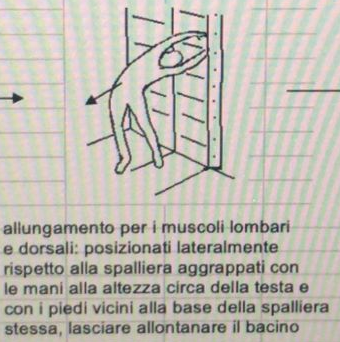 allungamento per i muscoli lombari
e dorsali: posizionati lateralmente
rispetto alla spalliera aggrappati con
le mani alla altezza circa della testa e
con i piedi vicini alla base della spalliera
stessa, lasciare allontanare il bacino